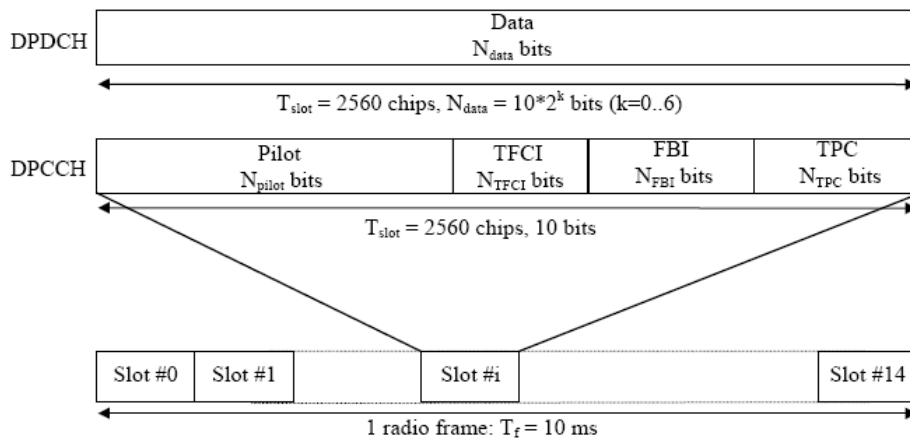 Data
DPDCH
N_data bits
T_slot = 2560 chips, N_data = 10*2^k bits (k=0..6)
Pilot TFCI FBI TPC
DPCCH
N_pilot bits N_TFCI bits N_FBI bits N_TPC bits
T_slot = 2560 chips, 10 bits
Slot #0 Slot #1 Slot #i Slot #14
1 radio frame: T_f = 10 ms